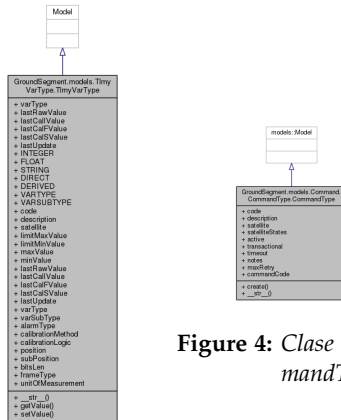 Model
GroundSegment.models.Tlmy
VarType.TlmyVarType
+ varType
+ lastRawValue
+ lastCalIValue
+ lastCalFValue
+ lastCalSValue
+ lastUpdate
+ INTEGER
+ FLOAT
+ STRING
+ DIRECT
+ DERIVED
+ VARTYPE
+ VARSUBTYPE
+ code
+ description
+ satellite
+ limitMaxValue
+ limitMinValue
+ maxValue
+ minValue
+ lastRawValue
+ lastCalIValue
+ lastCalFValue
+ lastCalSValue
+ lastUpdate
+ varType
+ varSubType
+ alarmType
+ calibrationMethod
+ calibrationLogic
+ position
+ subPosition
+ bitsLen
+ frameType
+ unitOfMeasurement
+ __str__()
+ getValue()
+ setValue()
models::Model
GroundSegment.models.Command.
CommandType.CommandType
+ code
+ description
+ satellite
+ satelliteStates
+ active
+ transactional
+ timeout
+ notes
+ maxRetry
+ commandCode
+ create()
+ __str__()
Figure 4: Clase